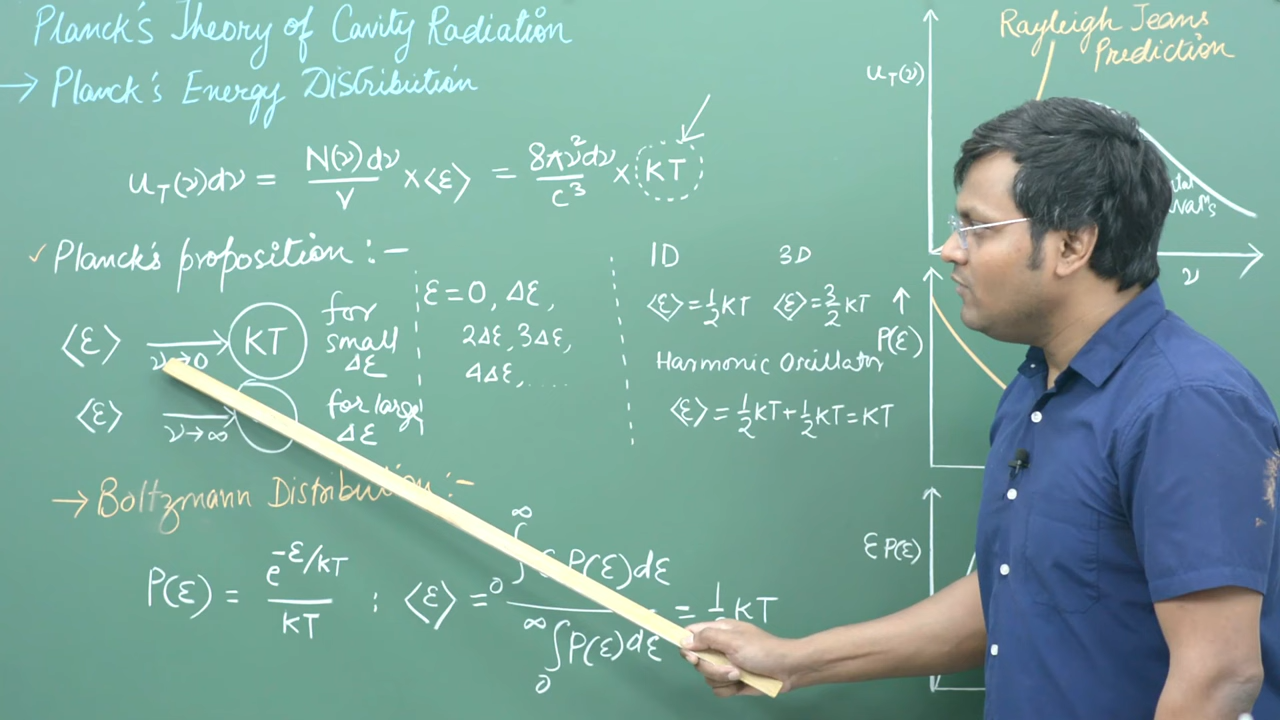 Planck's Theory of Cavity Radiation
→ Planck's Energy Distribution
u_T(ν)dν = N(ν)dν/V × ⟨ε⟩ = 8πν²dν/c³ × KT
✓ Planck's proposition :-
⟨ε⟩ ν→0 KT for small Δε
⟨ε⟩ ν→∞ for large Δε
ε = 0, Δε,
2Δε, 3Δε,
4Δε, ....
1D 3D
⟨ε⟩ = ½KT ⟨ε⟩ = 3/2 KT
Harmonic Oscillator
⟨ε⟩ = ½KT + ½KT = KT
→ Boltzmann Distribution :-
P(ε) = e^(-ε/KT)/KT : ⟨ε⟩ = ∫₀^∞ P(ε)dε / ∫₀^∞ P(ε)dε = KT
Rayleigh Jeans
Prediction
u_T(ν)
ν
P(ε)
ε P(ε)